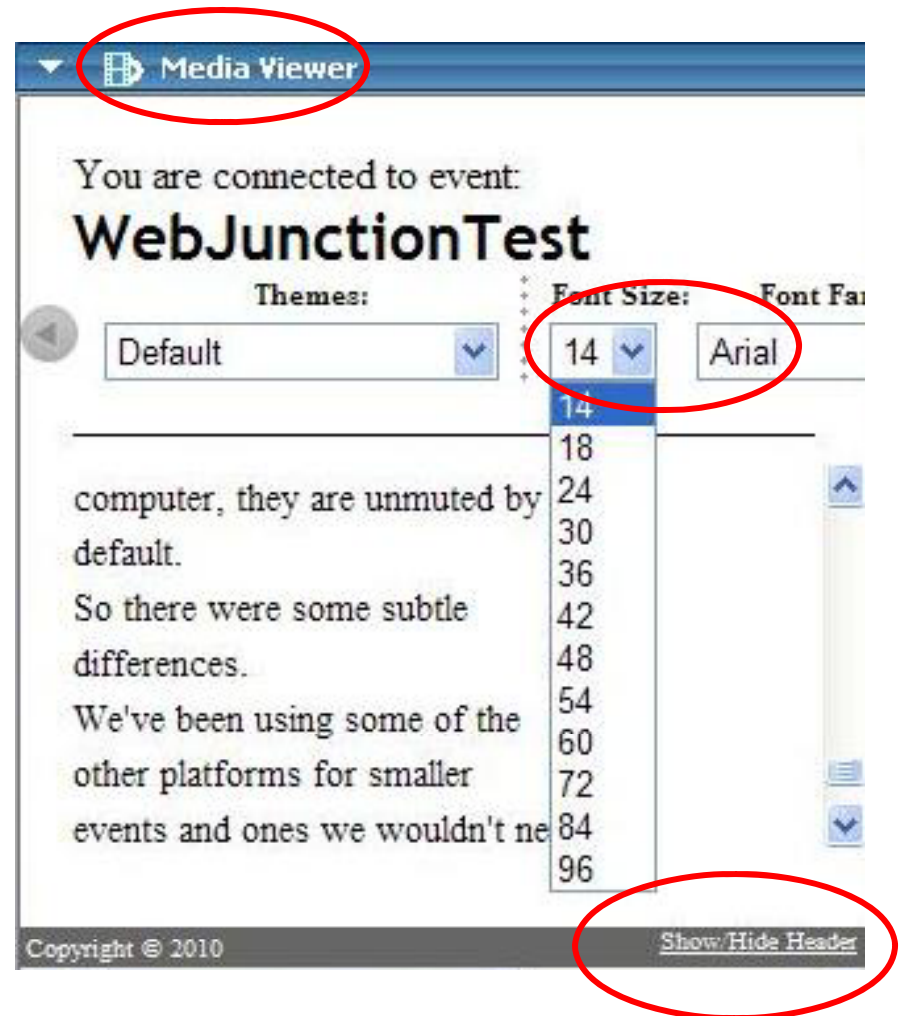 Media Viewer
You are connected to event:
WebJunctionTest
Themes: Font Size: Font Fa
Default 14 Arial
14
18
24
30
36
42
48
54
60
72
84
96
computer, they are unmuted by
default.
So there were some subtle
differences.
We've been using some of the
other platforms for smaller
events and ones we wouldn't ne
Copyright © 2010 Show/Hide Header